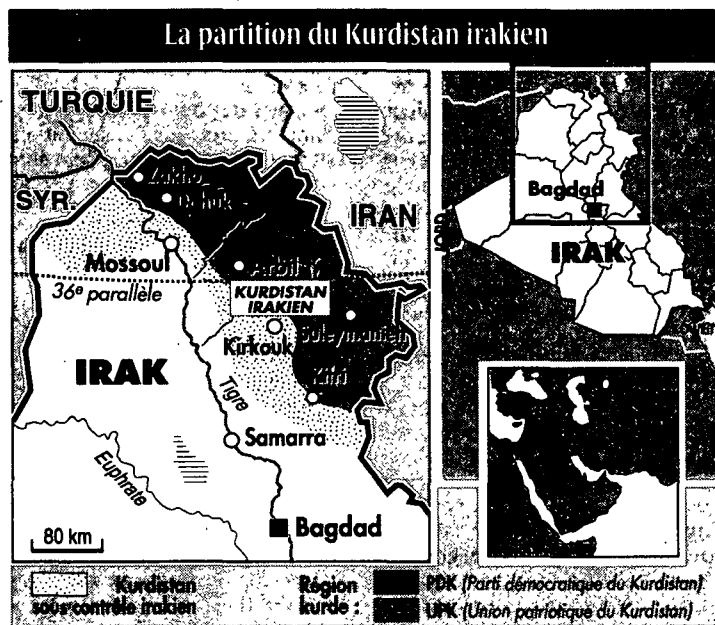 La partition du Kurdistan irakien
TURQUIE
SYR.
IRAN
Zakho
Dohuk
Mossoul
Arbil
36e parallèle
KURDISTAN
IRAKIEN
Kirkouk
Suleymanieh
Kifri
IRAK
Tigre
Samarra
Euphrate
Bagdad
80 km
Bagdad
IRAK
JORD.
Kurdistan
sous contrôle irakien
Région
kurde :
PDK (Parti démocratique du Kurdistan)
UPK (Union patriotique du Kurdistan)